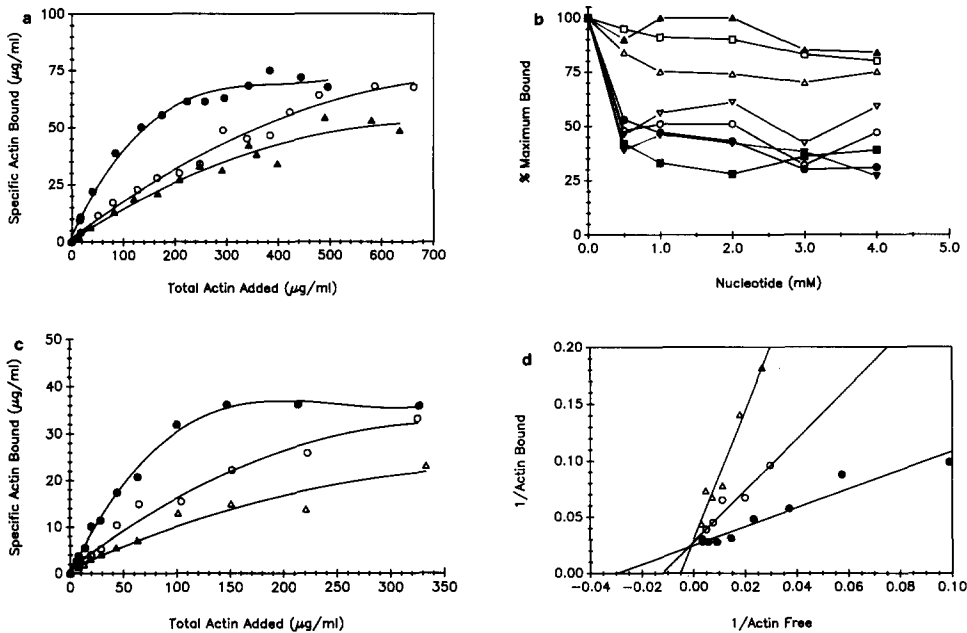 a
Specific Actin Bound (μg/ml)
100
75
50
25
0
0 100 200 300 400 500 600 700
Total Actin Added (μg/ml)
b
% Maximum Bound
100
75
50
25
0
0.0 1.0 2.0 3.0 4.0 5.0
Nucleotide (mM)
c
Specific Actin Bound (μg/ml)
50
40
30
20
10
0
0 50 100 150 200 250 300 350
Total Actin Added (μg/ml)
d
1/Actin Bound
0.20
0.15
0.10
0.05
0.00
-0.04 -0.02 0.00 0.02 0.04 0.06 0.08 0.10
1/Actin Free